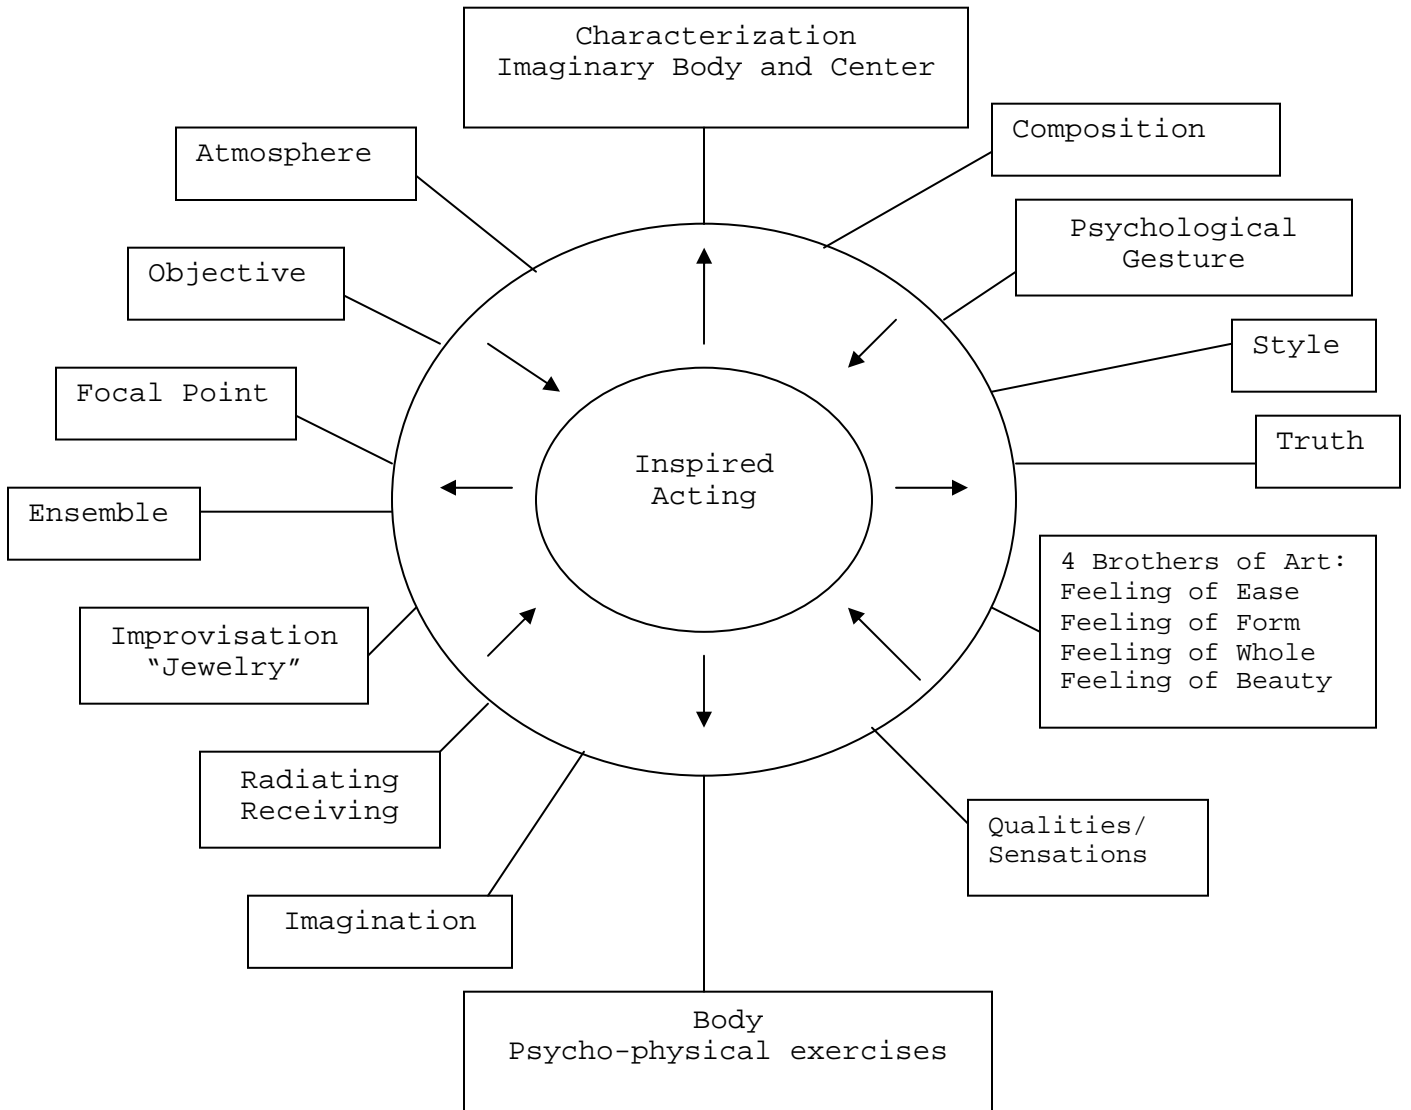 Characterization
Imaginary Body and Center
Composition
Atmosphere
Psychological
Gesture
Objective
Style
Focal Point
Truth
Inspired
Acting
Ensemble
4 Brothers of Art:
Feeling of Ease
Feeling of Form
Feeling of Whole
Feeling of Beauty
Improvisation
“Jewelry”
Radiating
Receiving
Qualities/
Sensations
Imagination
Body
Psycho-physical exercises